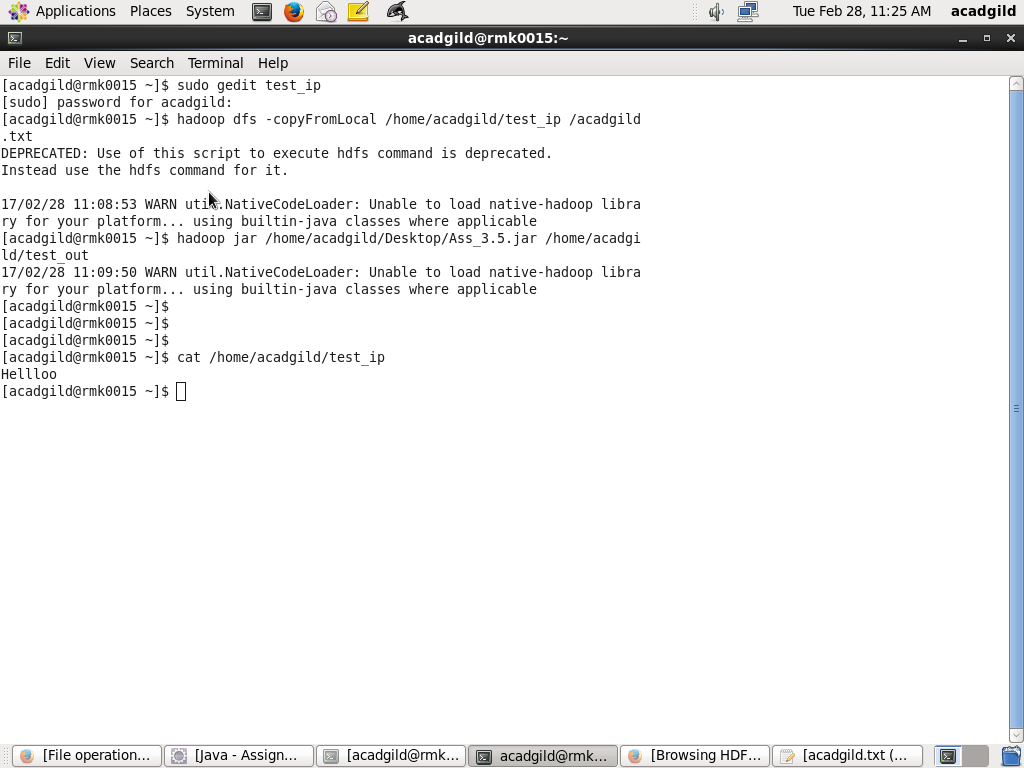 Applications Places System Tue Feb 28, 11:25 AM acadgild
acadgild@rmk0015:~
File Edit View Search Terminal Help
[acadgild@rmk0015 ~]$ sudo gedit test_ip
[sudo] password for acadgild:
[acadgild@rmk0015 ~]$ hadoop dfs -copyFromLocal /home/acadgild/test_ip /acadgild
.txt
DEPRECATED: Use of this script to execute hdfs command is deprecated.
Instead use the hdfs command for it.
17/02/28 11:08:53 WARN util.NativeCodeLoader: Unable to load native-hadoop libra
ry for your platform... using builtin-java classes where applicable
[acadgild@rmk0015 ~]$ hadoop jar /home/acadgild/Desktop/Ass_3.5.jar /home/acadgi
ld/test_out
17/02/28 11:09:50 WARN util.NativeCodeLoader: Unable to load native-hadoop libra
ry for your platform... using builtin-java classes where applicable
[acadgild@rmk0015 ~]$
[acadgild@rmk0015 ~]$
[acadgild@rmk0015 ~]$
[acadgild@rmk0015 ~]$ cat /home/acadgild/test_ip
Hellloo
[acadgild@rmk0015 ~]$
[File operation... [Java - Assign... [acadgild@rmk... acadgild@rmk... [Browsing HDF... [acadgild.txt (...